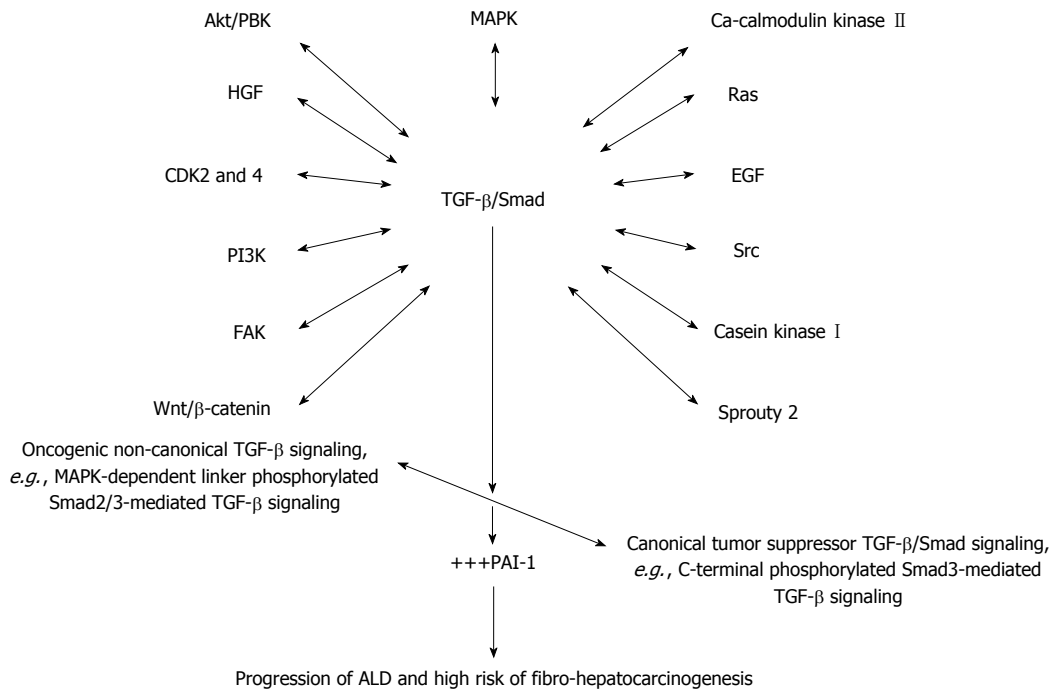 Akt/PBK
MAPK
Ca-calmodulin kinase Ⅱ
HGF
Ras
CDK2 and 4
EGF
TGF-β/Smad
PI3K
Src
FAK
Casein kinase Ⅰ
Wnt/β-catenin
Sprouty 2
Oncogenic non-canonical TGF-β signaling,
e.g., MAPK-dependent linker phosphorylated
Smad2/3-mediated TGF-β signaling
Canonical tumor suppressor TGF-β/Smad signaling,
e.g., C-terminal phosphorylated Smad3-mediated
TGF-β signaling
+++PAI-1
Progression of ALD and high risk of fibro-hepatocarcinogenesis